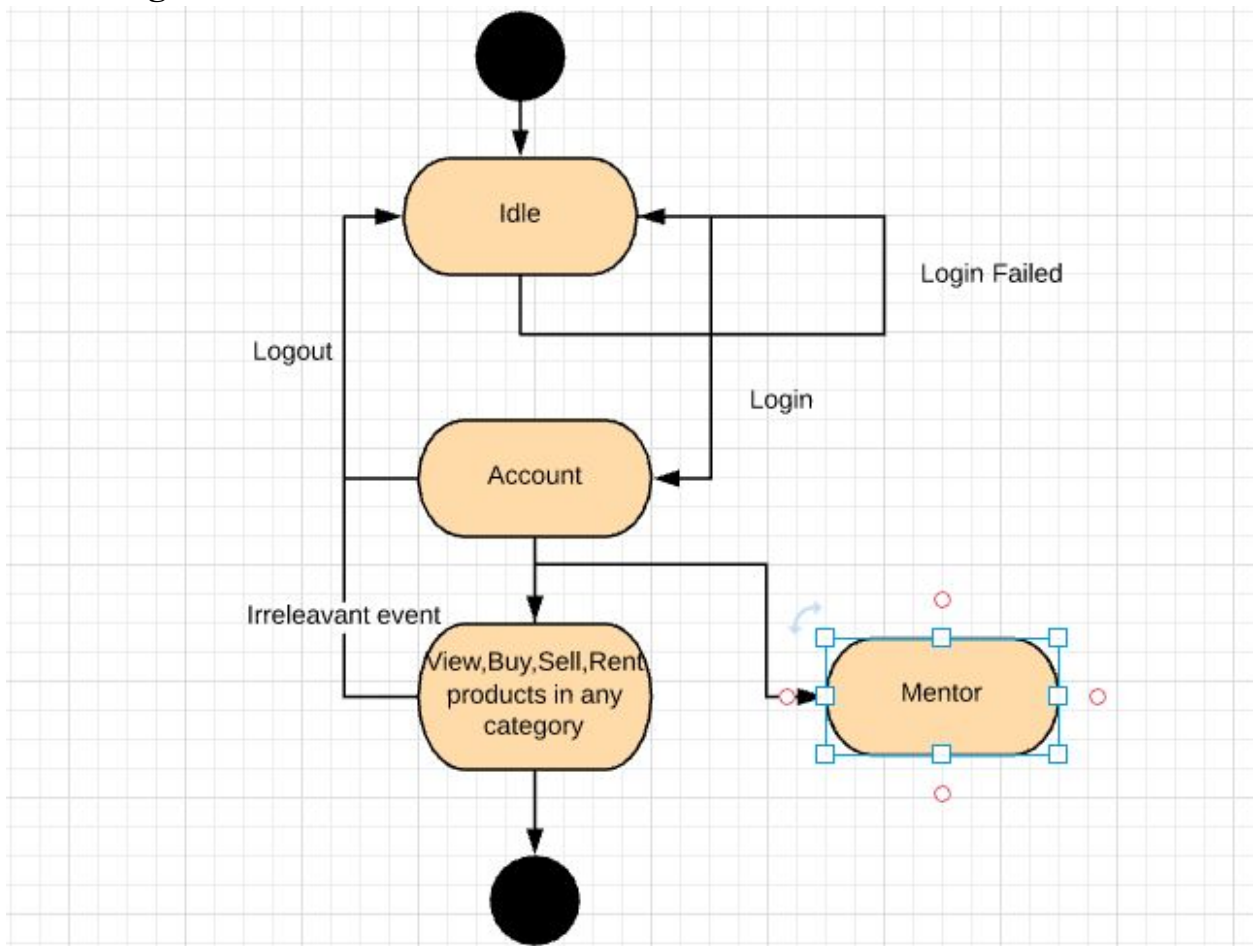 Idle
Login Failed
Logout
Login
Account
Irreleavant event
View,Buy,Sell,Rent
products in any
category
Mentor